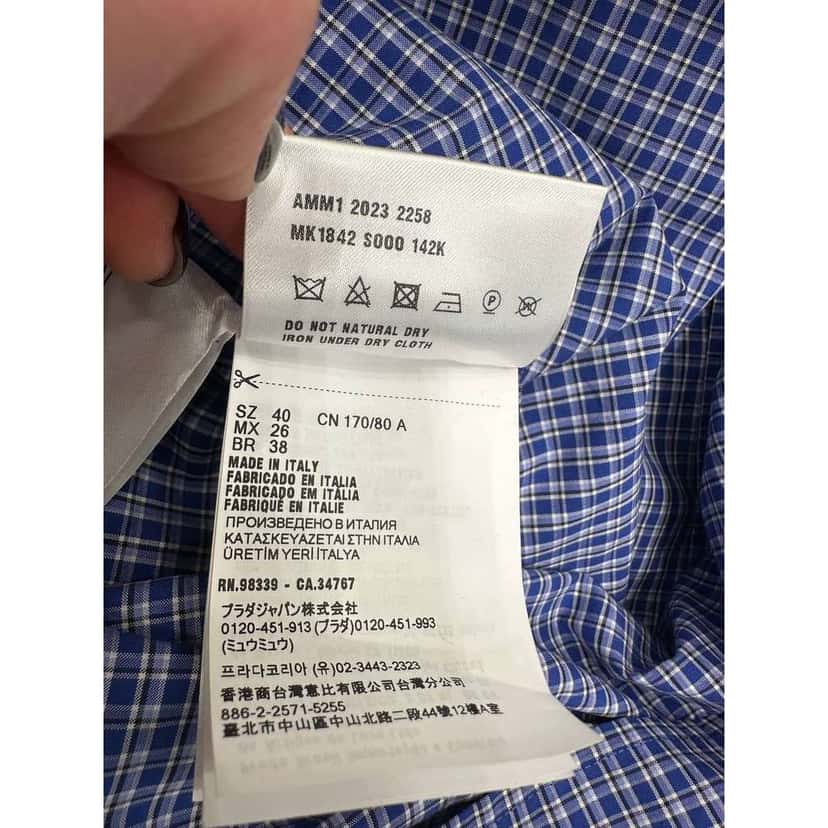 AMM1 2023 2258
MK1842 S000 142K
P
W
DO NOT NATURAL DRY
IRON UNDER DRY CLOTH
SZ 40 CN 170/80 A
MX 26
BR 38
MADE IN ITALY
FABRICADO EN ITALIA
FABRICADO EM ITÁLIA
FABRIQUÉ EN ITALIE
ПРОИЗВЕДЕНО В ИТАЛИЯ
ΚΑΤΑΣΚΕΥΑΖΕΤΑΙ ΣΤΗΝ ΙΤΑΛΙΑ
ÜRETİM YERİ İTALYA
RN.98339 - CA.34767
プラダジャパン株式会社
0120-451-913 (プラダ)0120-451-993
(ミュウミュウ)
프라다코리아 (유)02-3443-2323
香港商台灣意比有限公司台灣分公司
886-2-2571-5255
臺北市中山區中山北路二段44號12樓A室